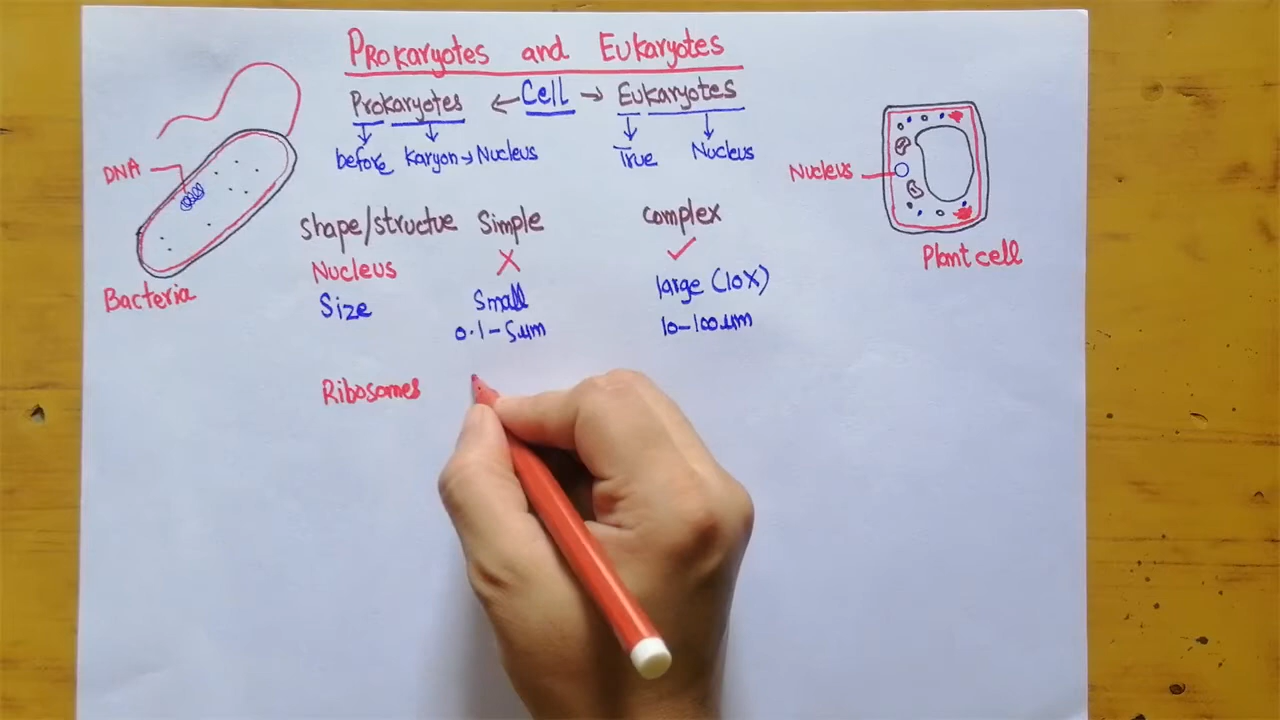 Prokaryotes and Eukaryotes
Prokaryotes ← Cell → Eukaryotes
before Karyon → Nucleus True Nucleus
DNA
Nucleus
shape/structue Simple complex
Nucleus X ✓
Plant cell
Bacteria
Size Small large (10X)
0.1-5µm 10-100µm
Ribosomes